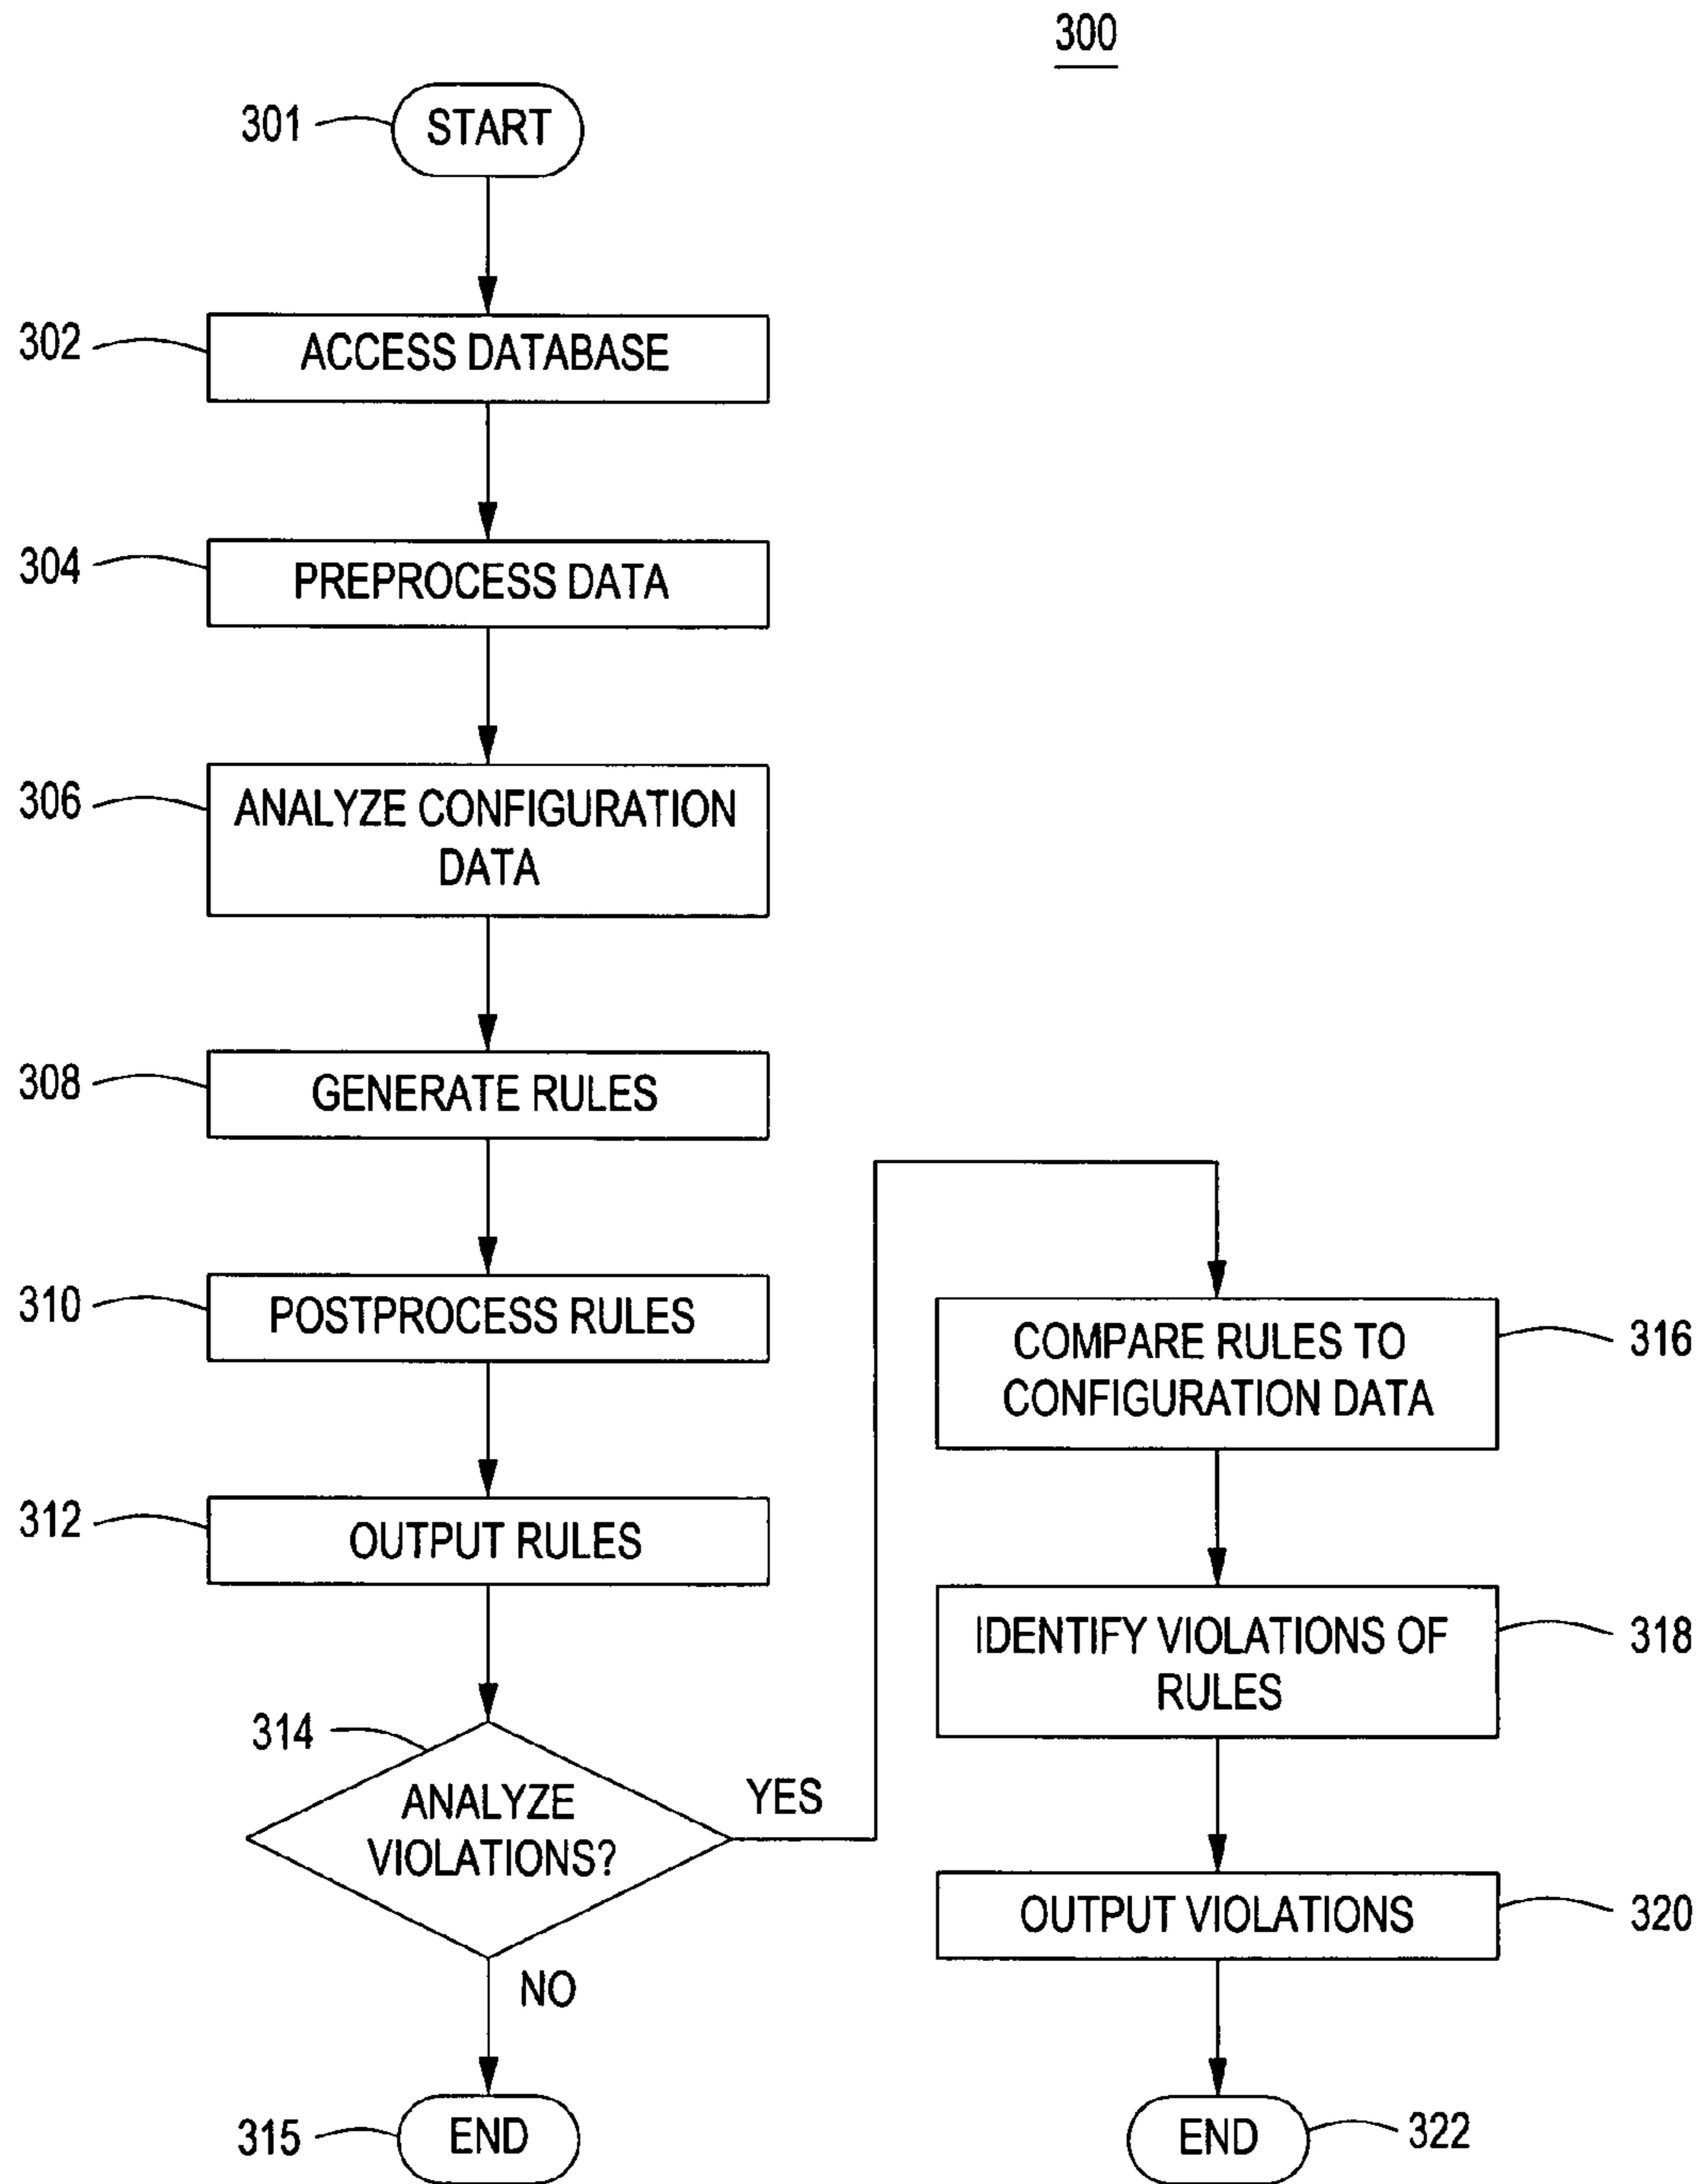 300
301
START
302
ACCESS DATABASE
304
PREPROCESS DATA
306
ANALYZE CONFIGURATION
DATA
308
GENERATE RULES
310
POSTPROCESS RULES
312
OUTPUT RULES
314
ANALYZE
VIOLATIONS?
YES
NO
315
END
COMPARE RULES TO
CONFIGURATION DATA
316
IDENTIFY VIOLATIONS OF
RULES
318
OUTPUT VIOLATIONS
320
END
322